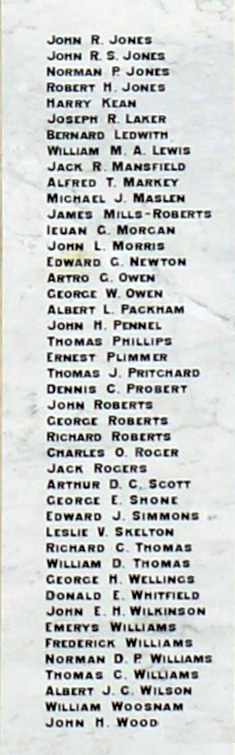 JOHN R. JONES
JOHN R. S. JONES
NORMAN P. JONES
ROBERT H. JONES
HARRY KEAN
JOSEPH R. LAKER
BERNARD LEDWITH
WILLIAM M. A. LEWIS
JACK R. MANSFIELD
ALFRED T. MARKEY
MICHAEL J. MASLEN
JAMES MILLS-ROBERTS
IEUAN G. MORGAN
JOHN L. MORRIS
EDWARD G. NEWTON
ARTRO G. OWEN
GEORGE W. OWEN
ALBERT L. PACKHAM
JOHN H. PENNEL
THOMAS PHILLIPS
ERNEST PLIMMER
THOMAS J. PRITCHARD
DENNIS C. PROBERT
JOHN ROBERTS
GEORGE ROBERTS
RICHARD ROBERTS
CHARLES O. ROGER
JACK ROGERS
ARTHUR D. C. SCOTT
GEORGE E. SHONE
EDWARD J. SIMMONS
LESLIE V. SKELTON
RICHARD C. THOMAS
WILLIAM D. THOMAS
GEORGE H. WELLINGS
DONALD E. WHITFIELD
JOHN E. H. WILKINSON
EMERYS WILLIAMS
FREDERICK WILLIAMS
NORMAN D. P. WILLIAMS
THOMAS C. WILLIAMS
ALBERT J. C. WILSON
WILLIAM WOOSNAM
JOHN H. WOOD